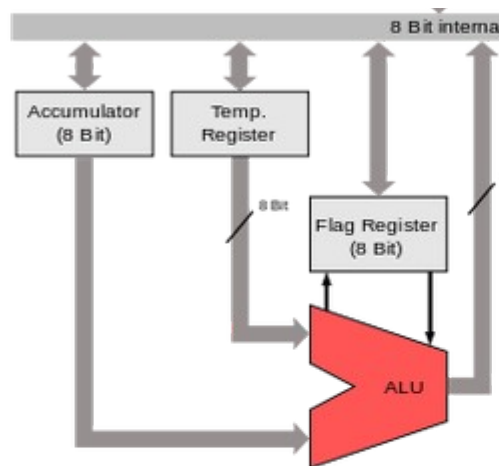 8 Bit interna
Accumulator
(8 Bit)
Temp.
Register
8 Bit
Flag Register
(8 Bit)
ALU